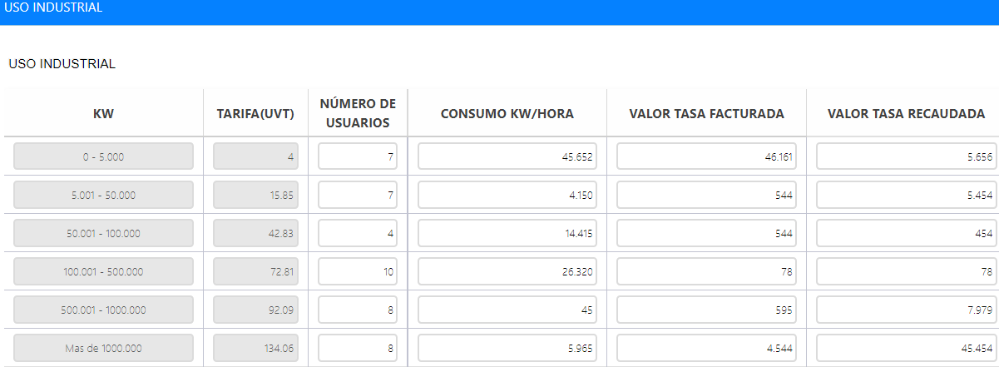 USO INDUSTRIAL
USO INDUSTRIAL
KW TARIFA(UVT) NÚMERO DE USUARIOS CONSUMO KW/HORA VALOR TASA FACTURADA VALOR TASA RECAUDADA
0 - 5.000 4 7 45.652 46.161 5.656
5.001 - 50.000 15.85 7 4.150 544 5.454
50.001 - 100.000 42.83 4 14.415 544 454
100.001 - 500.000 72.81 10 26.320 78 78
500.001 - 1000.000 92.09 8 45 595 7.979
Mas de 1000.000 134.06 8 5.965 4.544 45.454